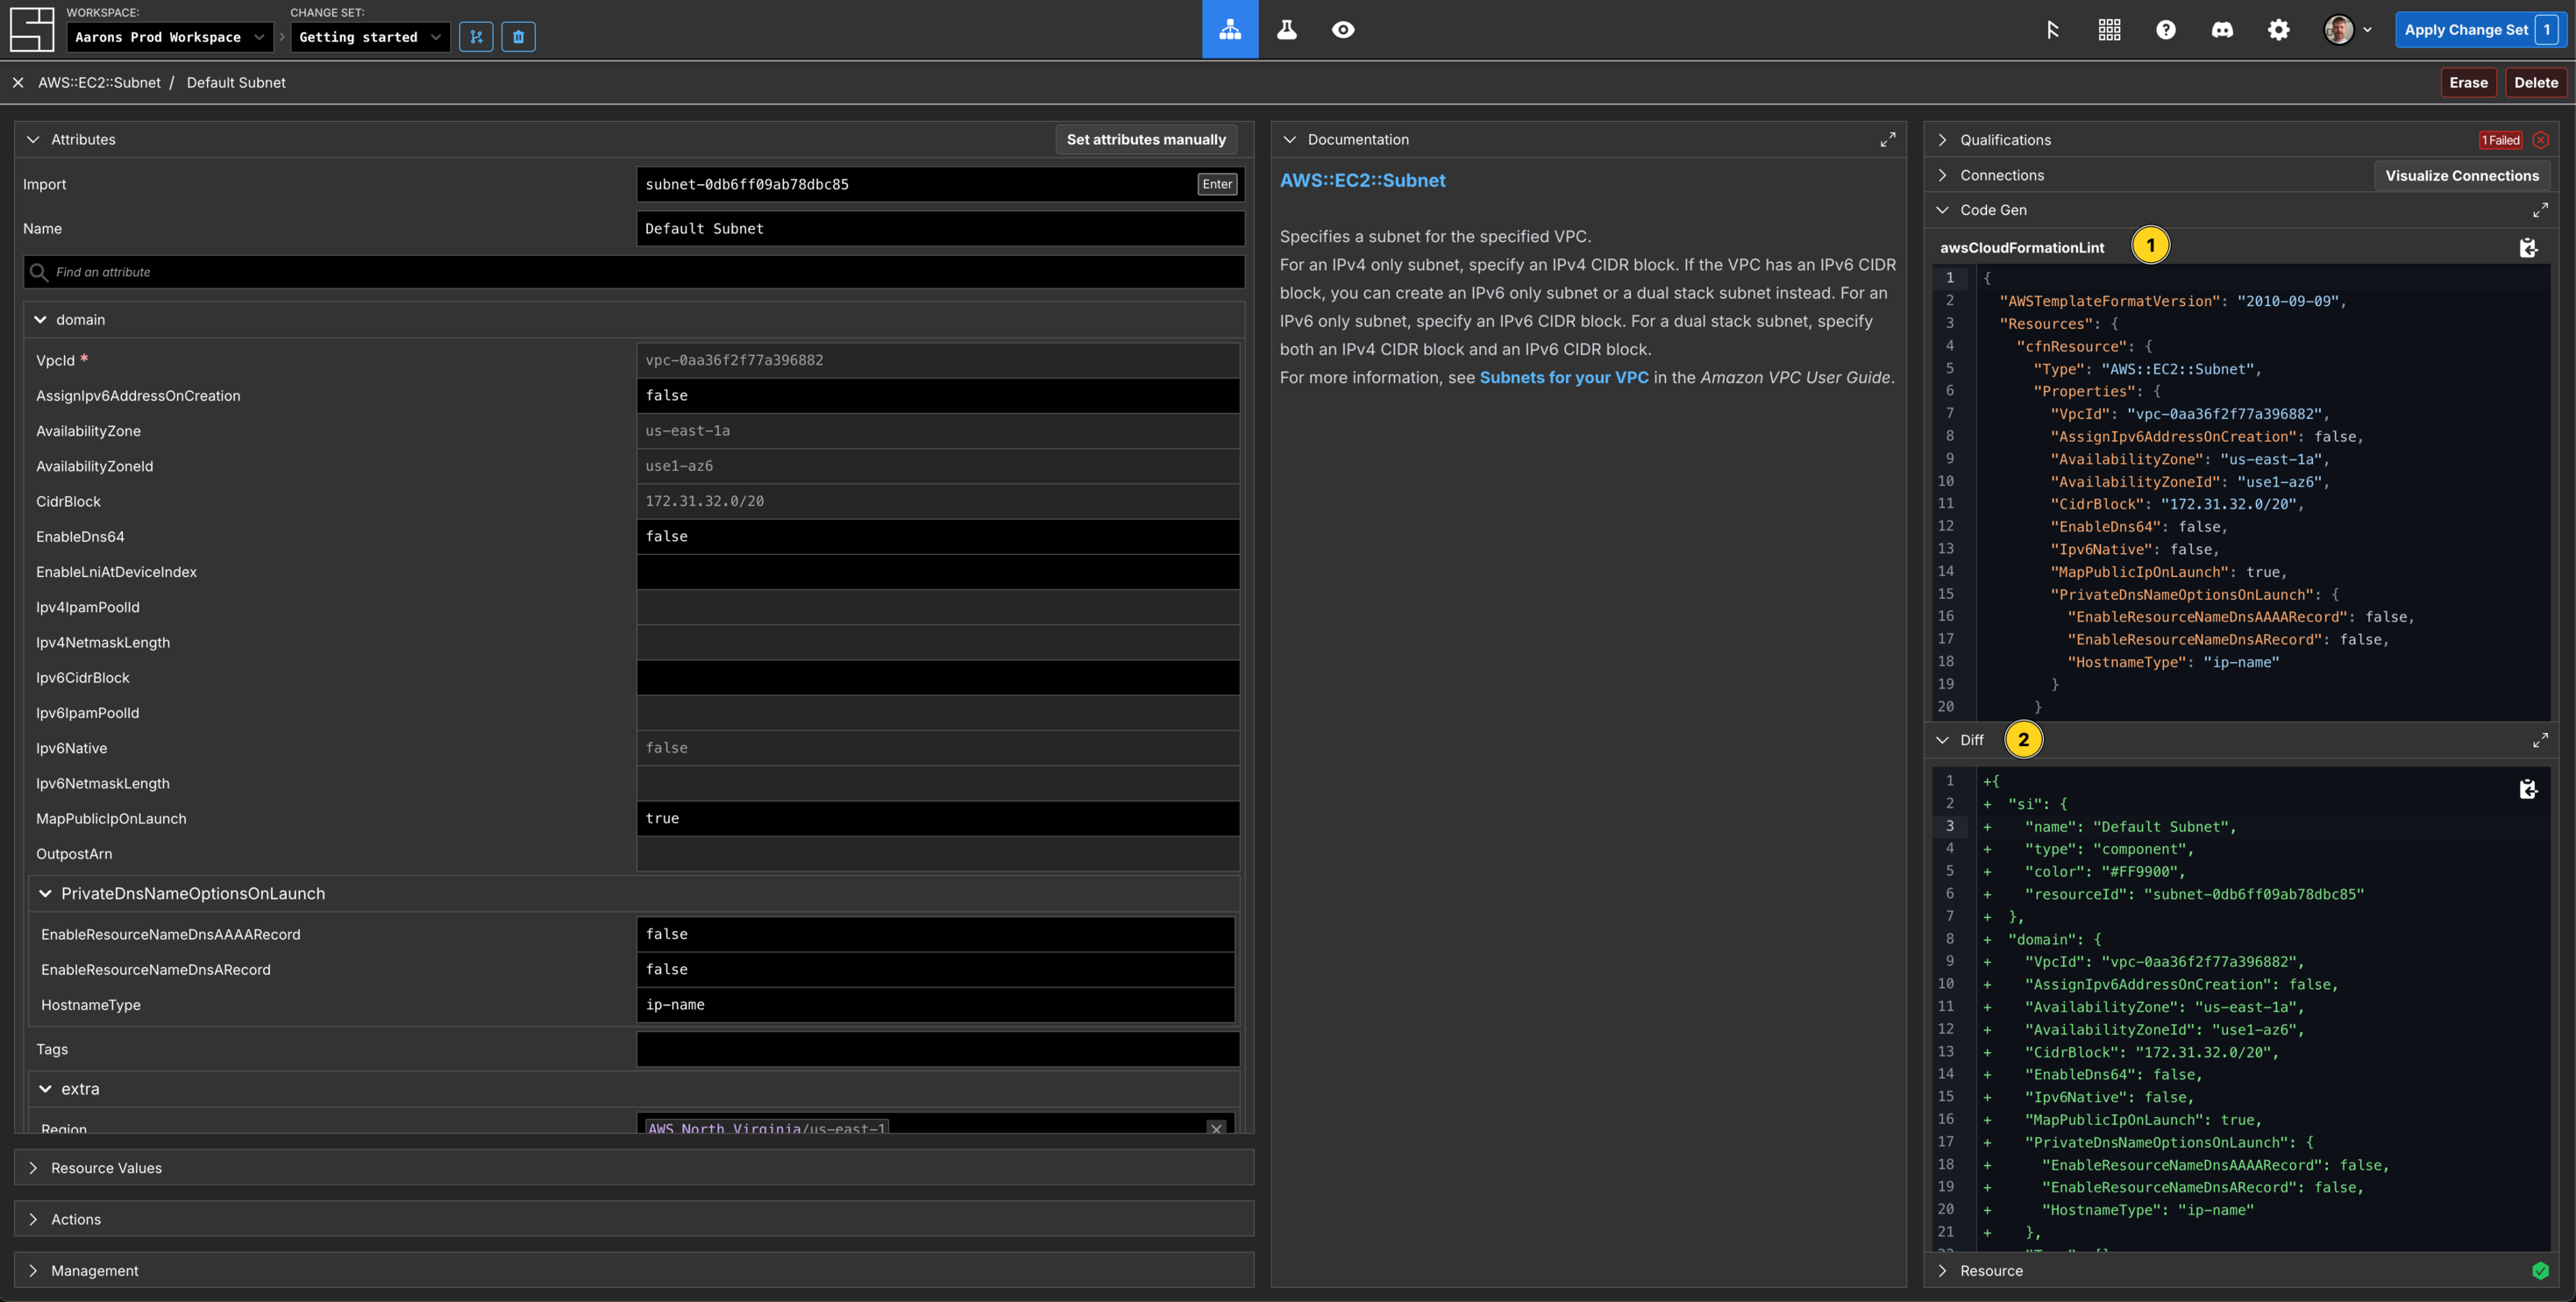 WORKSPACE:
Aarons Prod Workspace
CHANGE SET:
Getting started
Apply Change Set 1
AWS::EC2::Subnet / Default Subnet
Erase
Delete
Attributes
Set attributes manually
Import
subnet-0db6ff09ab78dbc85
Enter
Name
Default Subnet
Find an attribute
domain
VpcId *
vpc-0aa36f2f77a396882
AssignIpv6AddressOnCreation
false
AvailabilityZone
us-east-1a
AvailabilityZoneId
use1-az6
CidrBlock
172.31.32.0/20
EnableDns64
false
EnableLniAtDeviceIndex
Ipv4IpamPoolId
Ipv4NetmaskLength
Ipv6CidrBlock
Ipv6IpamPoolId
Ipv6Native
false
Ipv6NetmaskLength
MapPublicIpOnLaunch
true
OutpostArn
PrivateDnsNameOptionsOnLaunch
EnableResourceNameDnsAAAARecord
false
EnableResourceNameDnsARecord
false
HostnameType
ip-name
Tags
extra
Region
AWS North Virginia/us-east-1
Resource Values
Actions
Management
Documentation
AWS::EC2::Subnet
Specifies a subnet for the specified VPC.
For an IPv4 only subnet, specify an IPv4 CIDR block. If the VPC has an IPv6 CIDR
block, you can create an IPv6 only subnet or a dual stack subnet instead. For an
IPv6 only subnet, specify an IPv6 CIDR block. For a dual stack subnet, specify
both an IPv4 CIDR block and an IPv6 CIDR block.
For more information, see Subnets for your VPC in the Amazon VPC User Guide.
Qualifications
1 Failed
Connections
Visualize Connections
Code Gen
awsCloudFormationLint
1
1 {
2 "AWSTemplateFormatVersion": "2010-09-09",
3 "Resources": {
4 "cfnResource": {
5 "Type": "AWS::EC2::Subnet",
6 "Properties": {
7 "VpcId": "vpc-0aa36f2f77a396882",
8 "AssignIpv6AddressOnCreation": false,
9 "AvailabilityZone": "us-east-1a",
10 "AvailabilityZoneId": "use1-az6",
11 "CidrBlock": "172.31.32.0/20",
12 "EnableDns64": false,
13 "Ipv6Native": false,
14 "MapPublicIpOnLaunch": true,
15 "PrivateDnsNameOptionsOnLaunch": {
16 "EnableResourceNameDnsAAAARecord": false,
17 "EnableResourceNameDnsARecord": false,
18 "HostnameType": "ip-name"
19 }
20 }
Diff
2
1 +{
2 + "si": {
3 + "name": "Default Subnet",
4 + "type": "component",
5 + "color": "#FF9900",
6 + "resourceId": "subnet-0db6ff09ab78dbc85"
7 + },
8 + "domain": {
9 + "VpcId": "vpc-0aa36f2f77a396882",
10 + "AssignIpv6AddressOnCreation": false,
11 + "AvailabilityZone": "us-east-1a",
12 + "AvailabilityZoneId": "use1-az6",
13 + "CidrBlock": "172.31.32.0/20",
14 + "EnableDns64": false,
15 + "Ipv6Native": false,
16 + "MapPublicIpOnLaunch": true,
17 + "PrivateDnsNameOptionsOnLaunch": {
18 + "EnableResourceNameDnsAAAARecord": false,
19 + "EnableResourceNameDnsARecord": false,
20 + "HostnameType": "ip-name"
21 + },
Resource